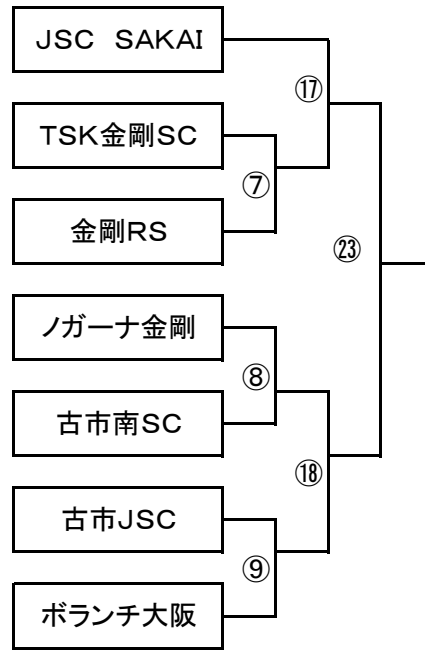 JSC SAKAI
⑰
TSK金剛SC
⑦
金剛RS
㉓
ノガーナ金剛
⑧
古市南SC
⑱
古市JSC
⑨
ボランチ大阪